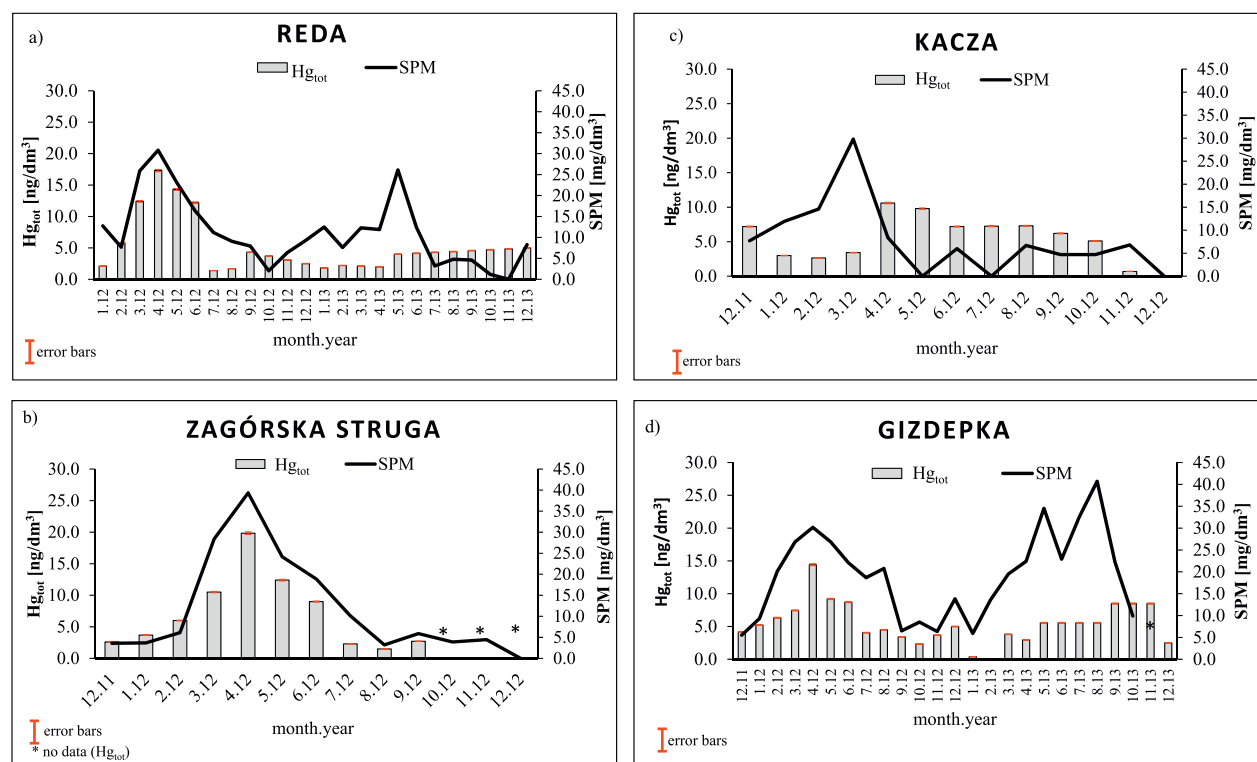 a)
REDA
Hgtot SPM
30.0 25.0 20.0 15.0 10.0 5.0 0.0
Hgtot [ng/dm³]
45.0 40.0 35.0 30.0 25.0 20.0 15.0 10.0 5.0 0.0
SPM [mg/dm³]
1.12 2.12 3.12 4.12 5.12 6.12 7.12 8.12 9.12 10.12 11.12 12.12 1.13 2.13 3.13 4.13 5.13 6.13 7.13 8.13 9.13 10.13 11.13 12.13
month.year
error bars
c)
KACZA
Hgtot SPM
30.0 25.0 20.0 15.0 10.0 5.0 0.0
Hgtot [ng/dm³]
45.0 40.0 35.0 30.0 25.0 20.0 15.0 10.0 5.0 0.0
SPM [mg/dm³]
12.11 1.12 2.12 3.12 4.12 5.12 6.12 7.12 8.12 9.12 10.12 11.12 12.12
month.year
error bars
b)
ZAGÓRSKA STRUGA
Hgtot SPM
30.0 25.0 20.0 15.0 10.0 5.0 0.0
Hgtot [ng/dm³]
45.0 40.0 35.0 30.0 25.0 20.0 15.0 10.0 5.0 0.0
SPM [mg/dm³]
* * *
12.11 1.12 2.12 3.12 4.12 5.12 6.12 7.12 8.12 9.12 10.12 11.12 12.12
month.year
error bars
* no data (Hgtot)
d)
GIZDEPKA
Hgtot SPM
30.0 25.0 20.0 15.0 10.0 5.0 0.0
Hgtot [ng/dm³]
45.0 40.0 35.0 30.0 25.0 20.0 15.0 10.0 5.0 0.0
SPM [mg/dm³]
*
12.11 1.12 2.12 3.12 4.12 5.12 6.12 7.12 8.12 9.12 10.12 11.12 12.12 1.13 2.13 3.13 4.13 5.13 6.13 7.13 8.13 9.13 10.13 11.13 12.13
month.year
error bars